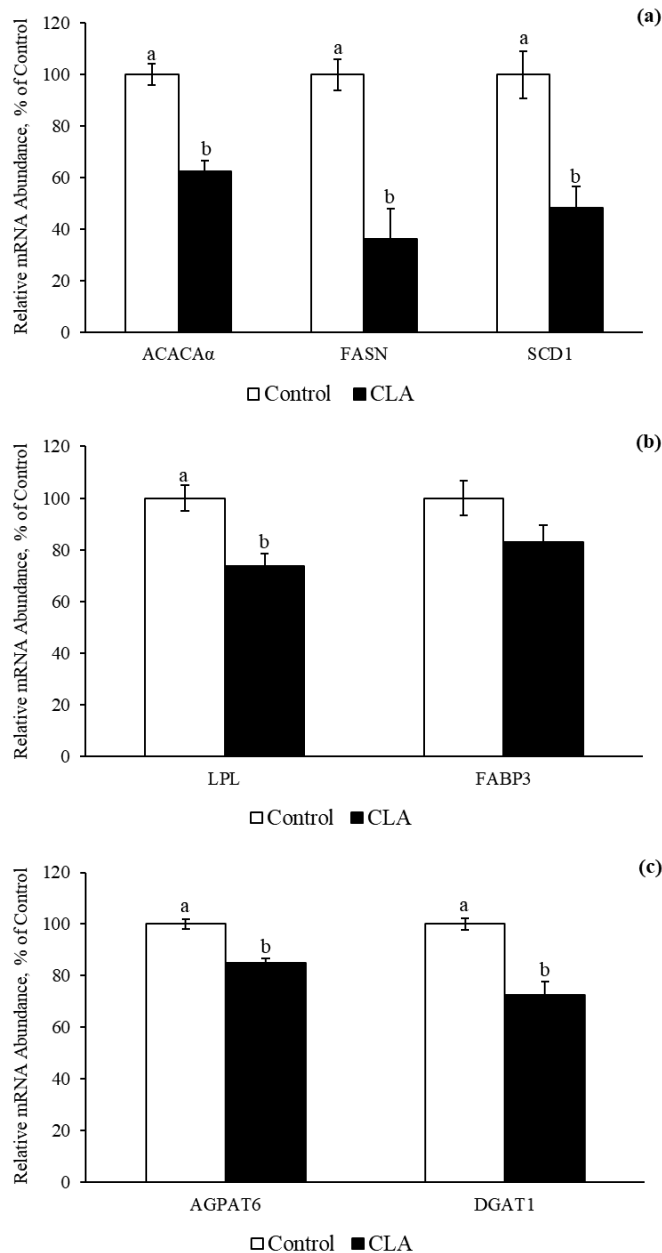 (a)
Relative mRNA Abundance, % of Control
120
100
80
60
40
20
0
a
b
a
b
a
b
ACACAα FASN SCD1
Control CLA
(b)
Relative mRNA Abundance, % of Control
120
100
80
60
40
20
0
a
b
LPL FABP3
Control CLA
(c)
Relative mRNA Abundance, % of Control
120
100
80
60
40
20
0
a
b
a
b
AGPAT6 DGAT1
Control CLA